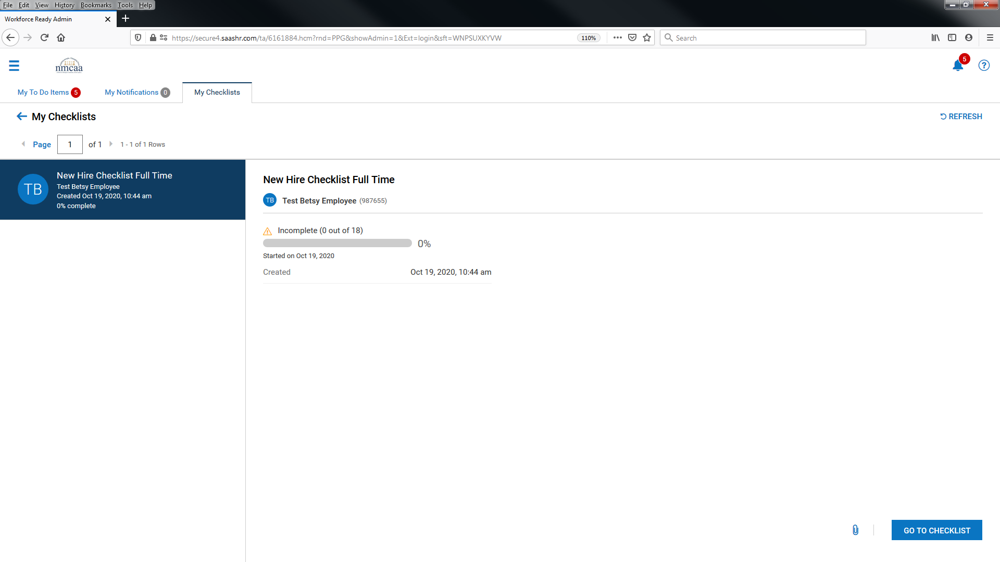 File Edit View History Bookmarks Tools Help
Workforce Ready Admin
https://secure4.saashr.com/ta/6161884.hcm?rnd=PPG&showAdmin=1&Ext=login&sft=WNPSUXKYVW 110% Search
nmcaa
5
My To Do Items 5 My Notifications 0 My Checklists
My Checklists REFRESH
Page 1 of 1 1 - 1 of 1 Rows
TB
New Hire Checklist Full Time
Test Betsy Employee
Created Oct 19, 2020, 10:44 am
0% complete
New Hire Checklist Full Time
TB Test Betsy Employee (987655)
Incomplete (0 out of 18)
0%
Started on Oct 19, 2020
Created Oct 19, 2020, 10:44 am
GO TO CHECKLIST